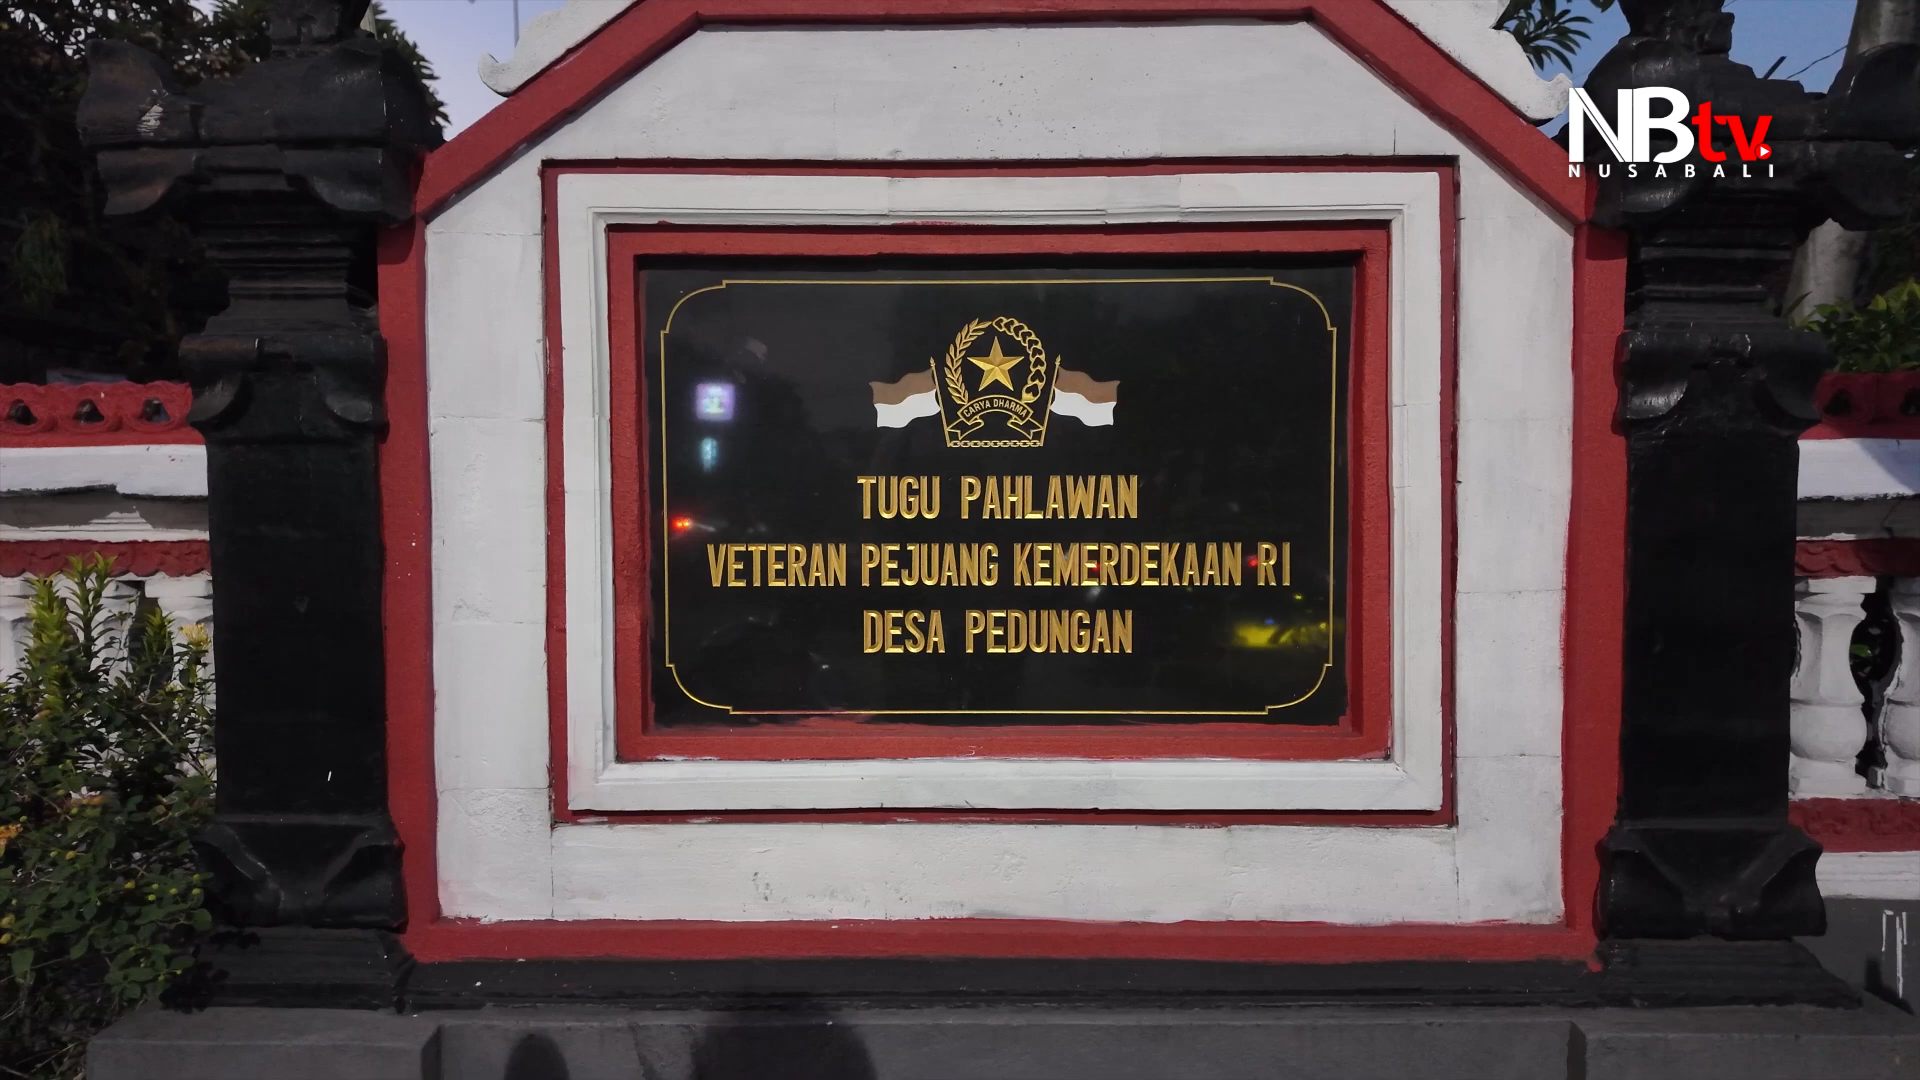 NBtv
NUSABALI
CARYA DHARMA
TUGU PAHLAWAN
VETERAN PEJUANG KEMERDEKAAN RI
DESA PEDUNGAN